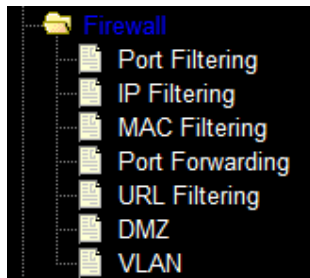 Firewall
Port Filtering
IP Filtering
MAC Filtering
Port Forwarding
URL Filtering
DMZ
VLAN